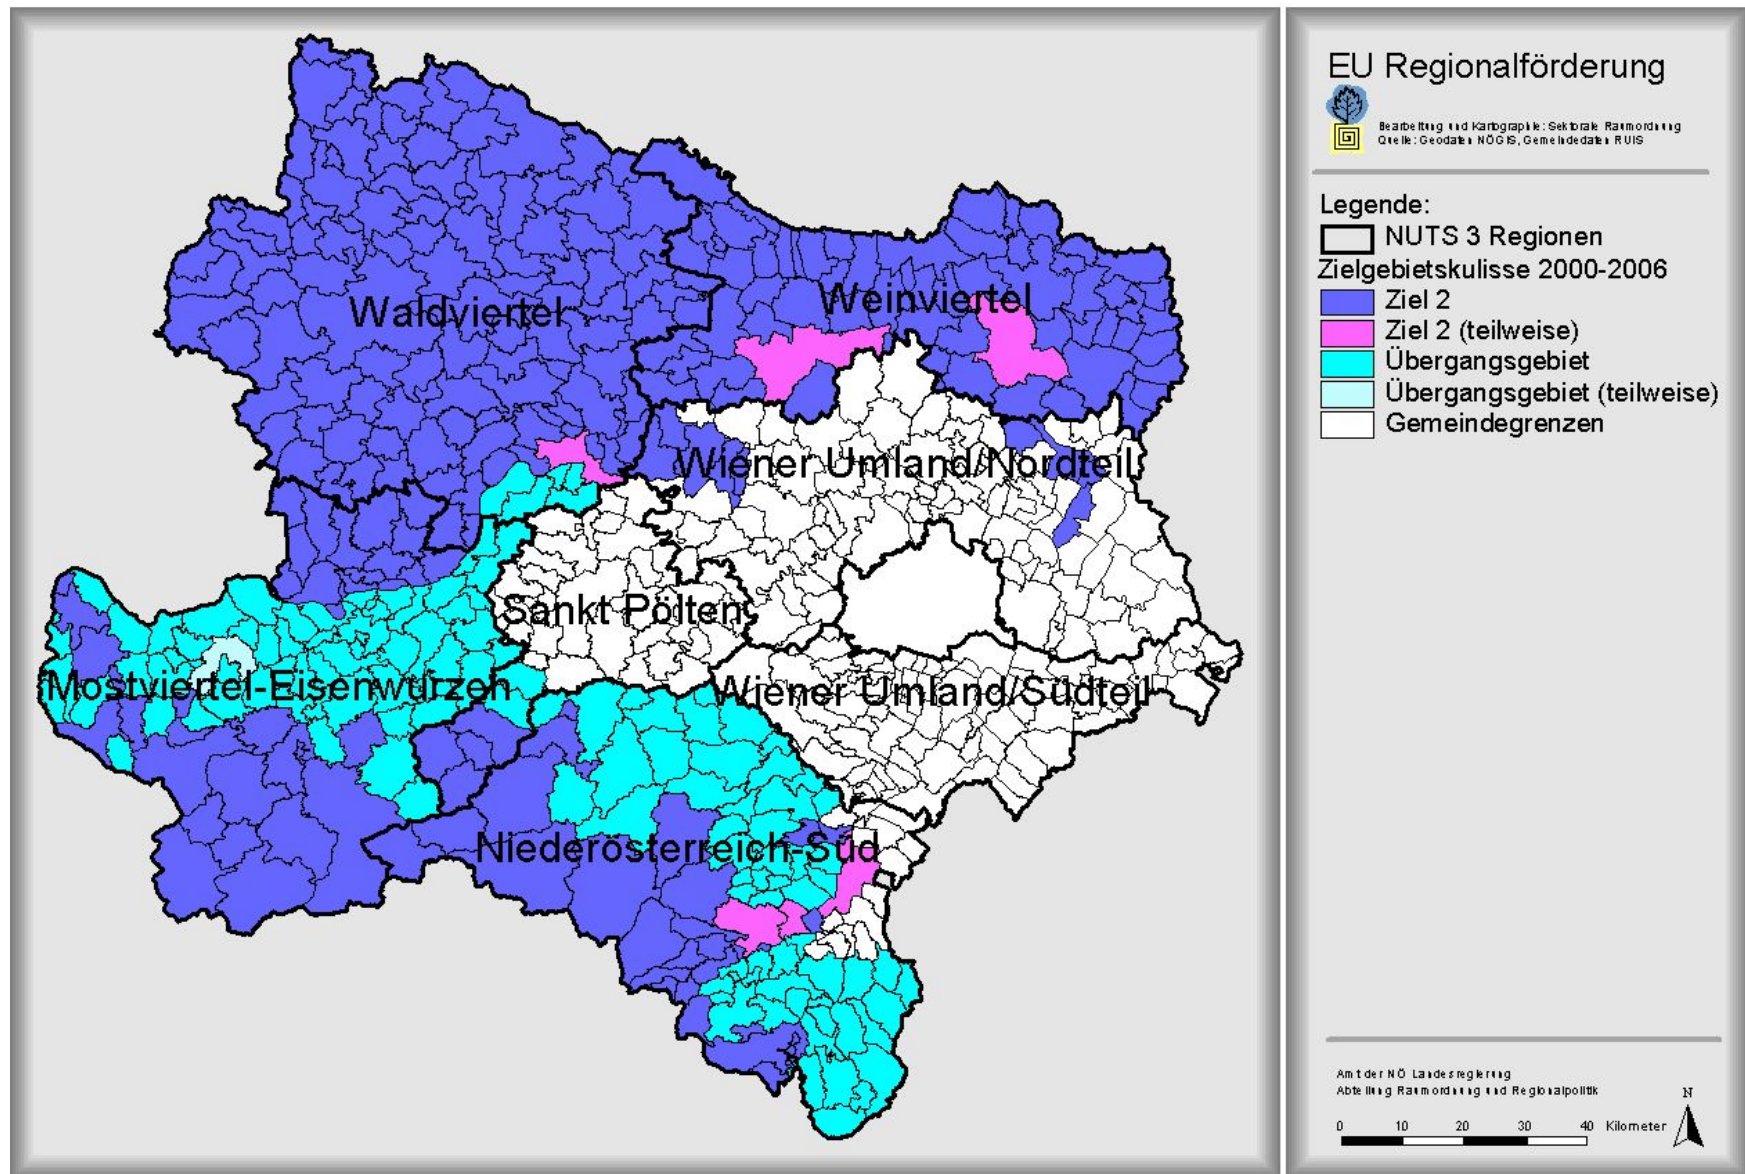 Waldviertel
Weinviertel
Wiener Umland/Nordteil
Sankt Pölten
Mostviertel-Eisenwurzen
Wiener Umland/Südteil
Niederösterreich-Süd
EU Regionalförderung
Bearbeitung und Kartographie: Sektorale Raumordnung
Quelle: Geodaten NÖGIS, Gemeindedaten RUIS
Legende:
NUTS 3 Regionen
Zielgebietskulisse 2000-2006
Ziel 2
Ziel 2 (teilweise)
Übergangsgebiet
Übergangsgebiet (teilweise)
Gemeindegrenzen
Amt der NÖ Landesregierung
Abteilung Raumordnung und Regionalpolitik
N
0 10 20 30 40 Kilometer